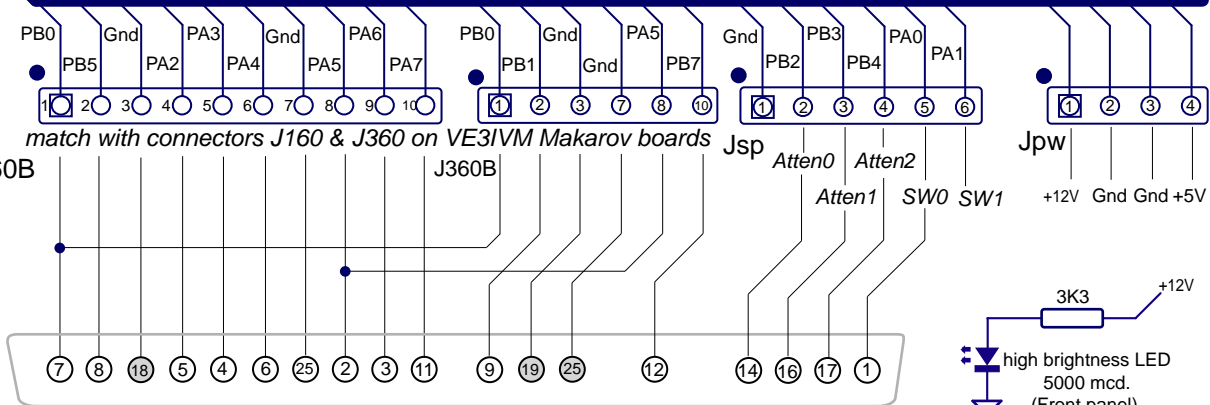 PB0 Gnd PA3 Gnd PA6 PB0 Gnd PA5 Gnd PB3 PA0
PB5 PA2 PA4 PA5 PA7 PB1 Gnd PB7 PB2 PB4 PA1
1 2 3 4 5 6 7 8 9 10 1 2 3 7 8 10 1 2 3 4 5 6 1 2 3 4
match with connectors J160 & J360 on VE3IVM Makarov boards
Jsp Jpw
60B J360B
Atten0 Atten2
Atten1 SW0 SW1 +12V Gnd Gnd +5V
+12V
3K3
7 8 18 5 4 6 25 2 3 11 9 19 25 12 14 16 17 1
high brightness LED
5000 mcd.
(Front panel)